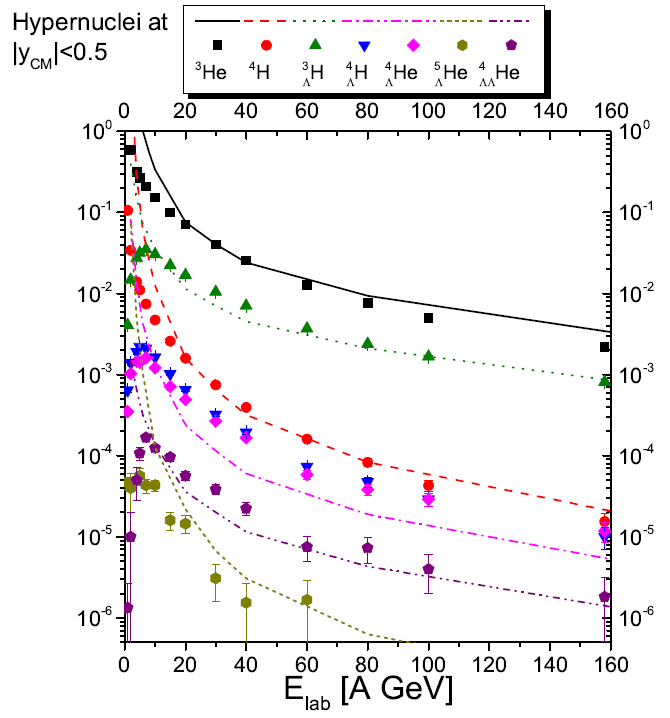 Hypernuclei at
|y_CM|<0.5
³He ⁴H ³ΛH ⁴ΛH ⁴ΛHe ⁵ΛHe ⁴ΛΛHe
0 20 40 60 80 100 120 140 160
10⁰ 10⁰
10⁻¹ 10⁻¹
10⁻² 10⁻²
10⁻³ 10⁻³
10⁻⁴ 10⁻⁴
10⁻⁵ 10⁻⁵
10⁻⁶ 10⁻⁶
0 20 40 60 80 100 120 140 160
E_lab [A GeV]